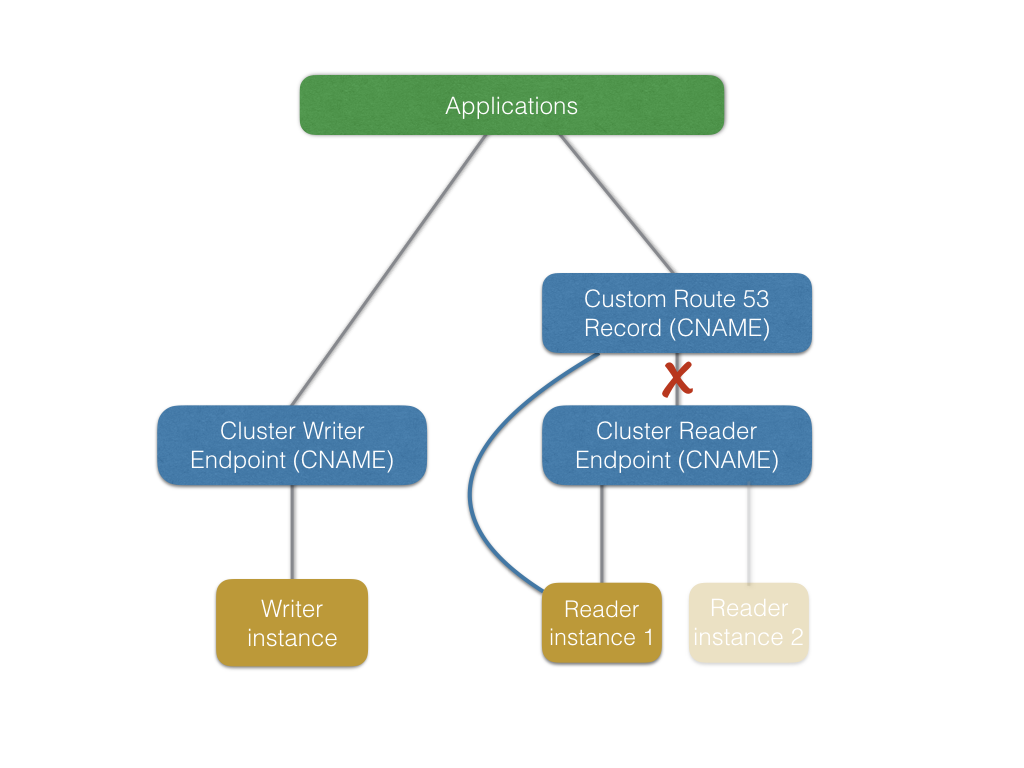 Applications
Custom Route 53
Record (CNAME)
Cluster Writer
Endpoint (CNAME)
Cluster Reader
Endpoint (CNAME)
Writer
instance
Reader
instance 1
Reader
instance 2